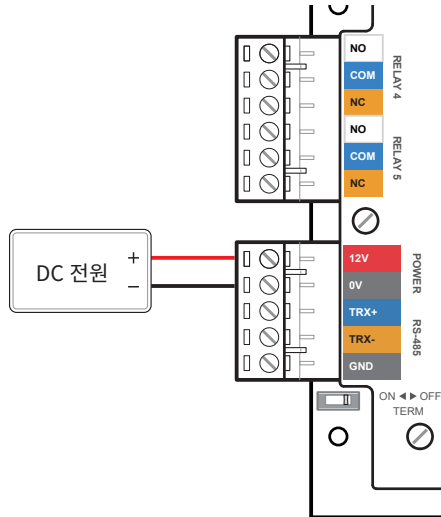 NO
COM
NC
RELAY 4
NO
COM
NC
RELAY 5
DC 전원
+
−
12V
0V
POWER
TRX+
TRX-
GND
RS-485
ON ◀ ▶ OFF
TERM